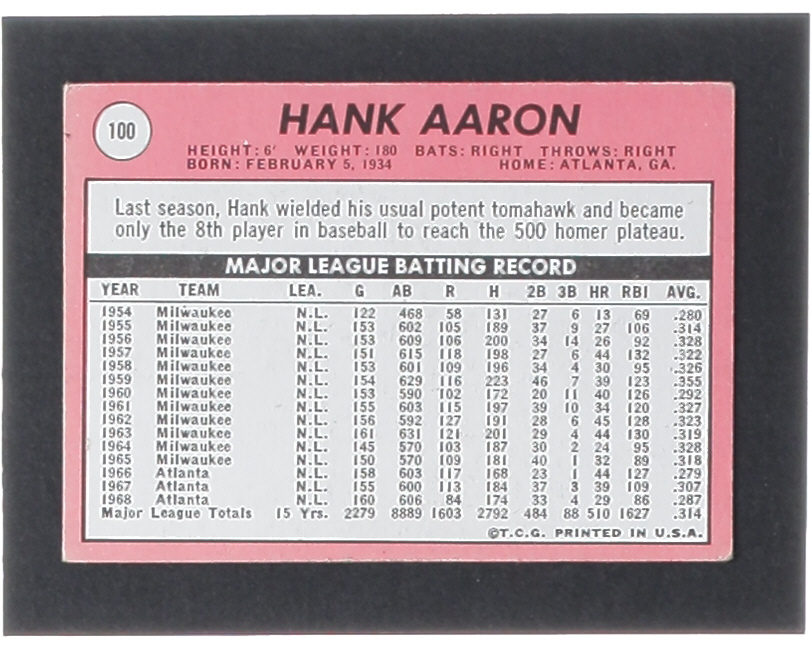 100
HANK AARON
HEIGHT: 6' WEIGHT: 180 BATS: RIGHT THROWS: RIGHT
BORN: FEBRUARY 5, 1934 HOME: ATLANTA, GA.
Last season, Hank wielded his usual potent tomahawk and became
only the 8th player in baseball to reach the 500 homer plateau.
MAJOR LEAGUE BATTING RECORD
YEAR TEAM LEA. G AB R H 2B 3B HR RBI AVG.
1954 Milwaukee N.L. 122 468 58 131 27 6 13 69 .280
1955 Milwaukee N.L. 153 602 105 189 37 9 27 106 .314
1956 Milwaukee N.L. 153 609 106 200 34 14 26 92 .328
1957 Milwaukee N.L. 151 615 118 198 27 6 44 132 .322
1958 Milwaukee N.L. 153 601 109 196 34 4 30 95 .326
1959 Milwaukee N.L. 154 629 116 223 46 7 39 123 .355
1960 Milwaukee N.L. 153 590 102 172 20 11 40 126 .292
1961 Milwaukee N.L. 155 603 115 197 39 10 34 120 .327
1962 Milwaukee N.L. 156 592 127 191 28 6 45 128 .323
1963 Milwaukee N.L. 161 631 121 201 29 4 44 130 .319
1964 Milwaukee N.L. 145 570 103 187 30 2 24 95 .328
1965 Milwaukee N.L. 150 570 109 181 40 1 32 89 .318
1966 Atlanta N.L. 158 603 117 168 23 1 44 127 .279
1967 Atlanta N.L. 155 600 113 184 37 3 39 109 .307
1968 Atlanta N.L. 160 606 84 174 33 4 29 86 .287
Major League Totals 15 Yrs. 2279 8889 1603 2792 484 88 510 1627 .314
©T.C.G. PRINTED IN U.S.A.